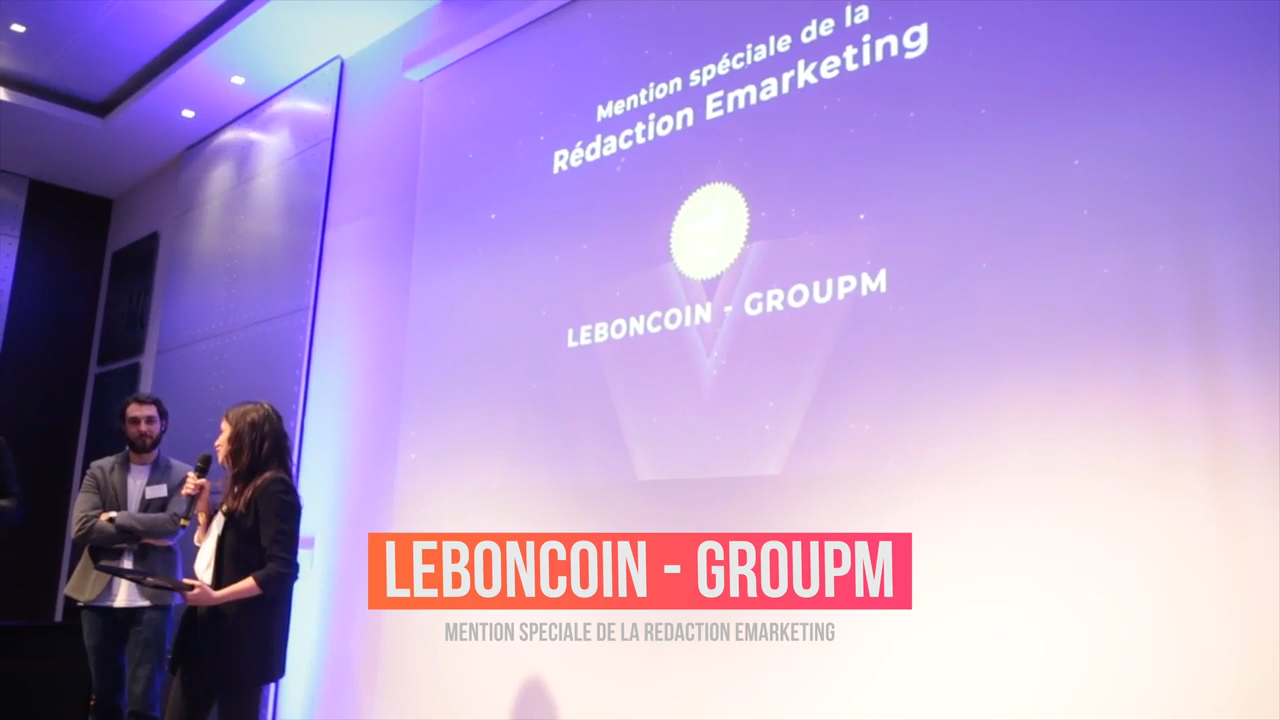 Mention spéciale de la
Rédaction Emarketing
LEBONCOIN - GROUPM
LEBONCOIN - GROUPM
MENTION SPECIALE DE LA REDACTION EMARKETING